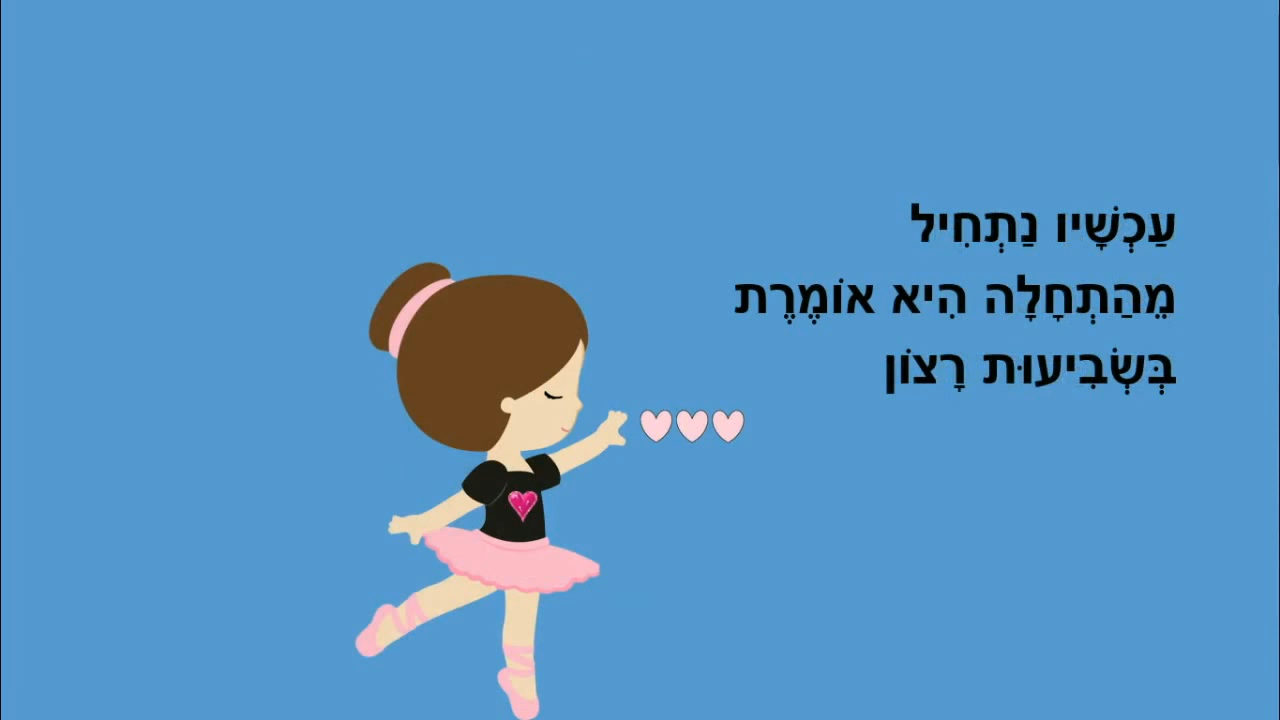 עַכְשָׁיו נַתְחִיל
מֵהַתְחָלָה הִיא אוֹמֶרֶת
בְּשְׂבִיעוּת רָצוֹן